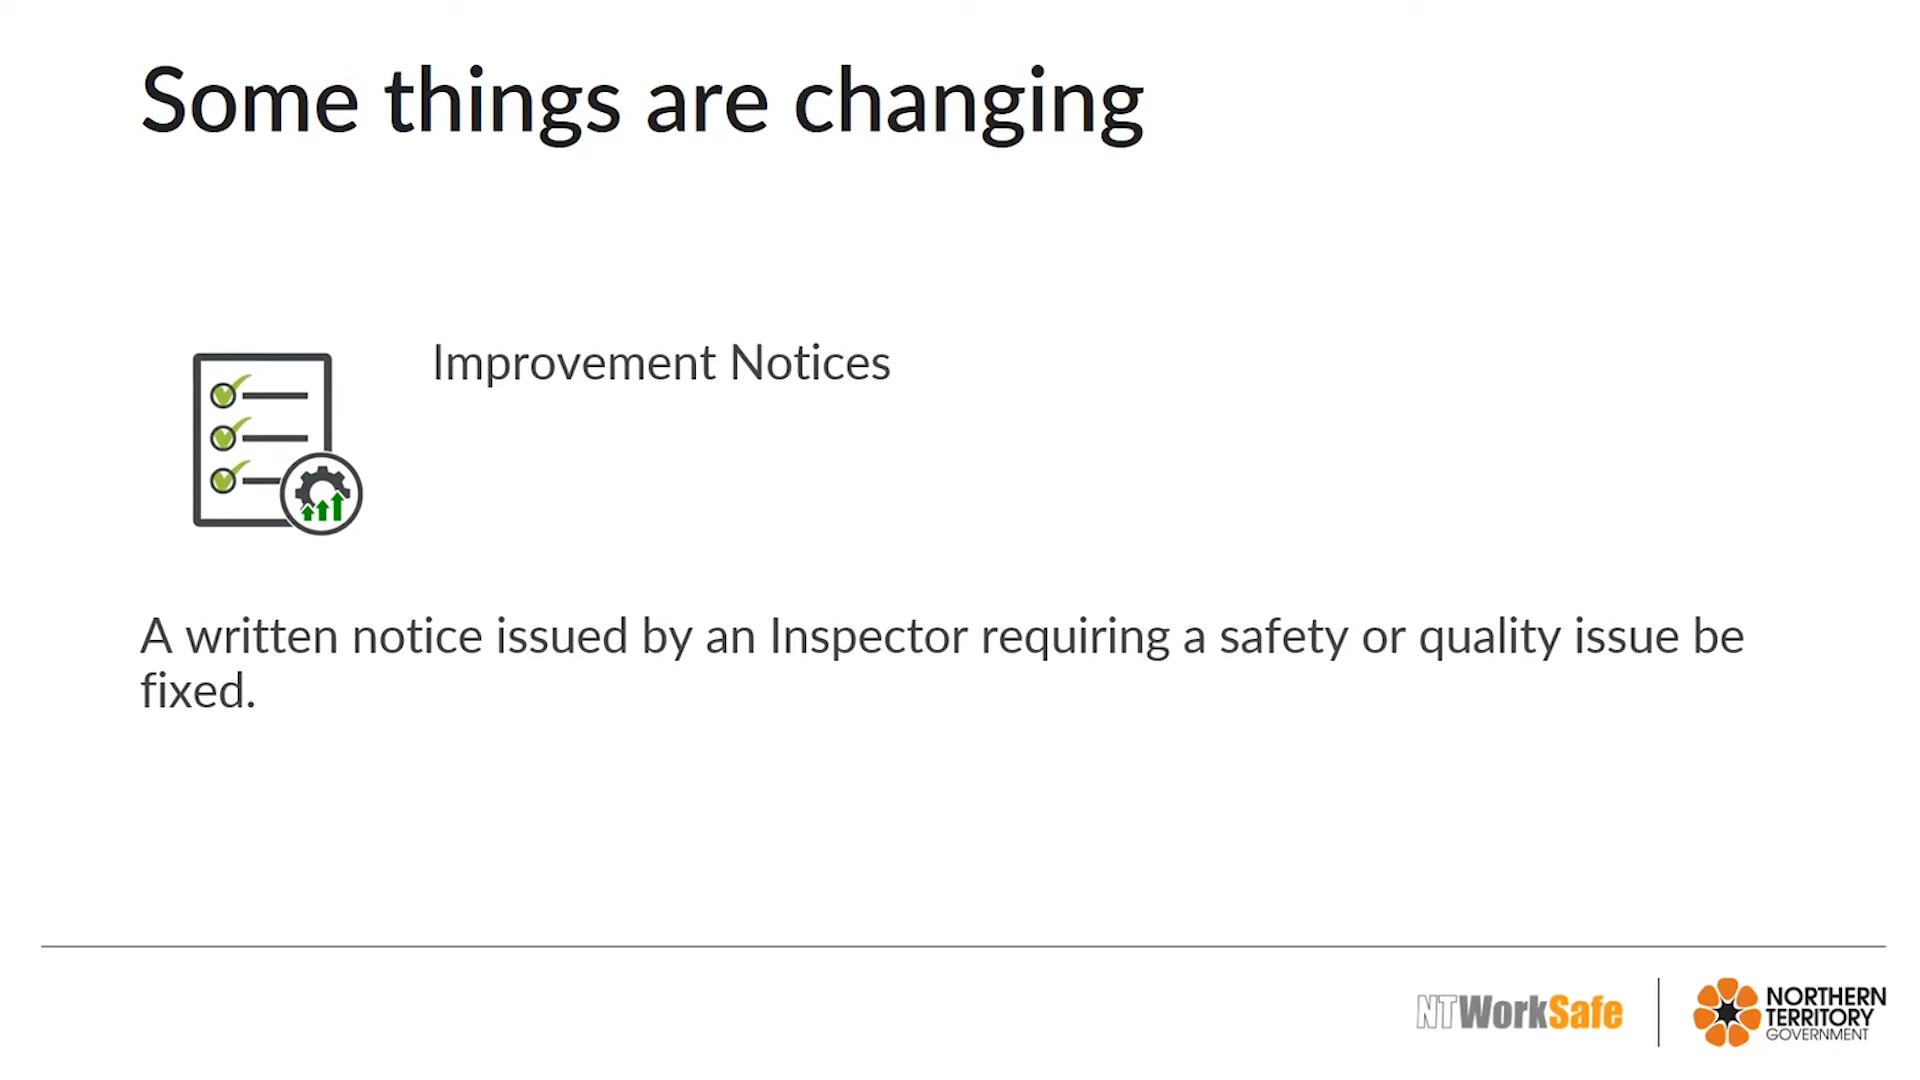 Some things are changing
Improvement Notices
A written notice issued by an Inspector requiring a safety or quality issue be
fixed.
NTWorkSafe
NORTHERN
TERRITORY
GOVERNMENT